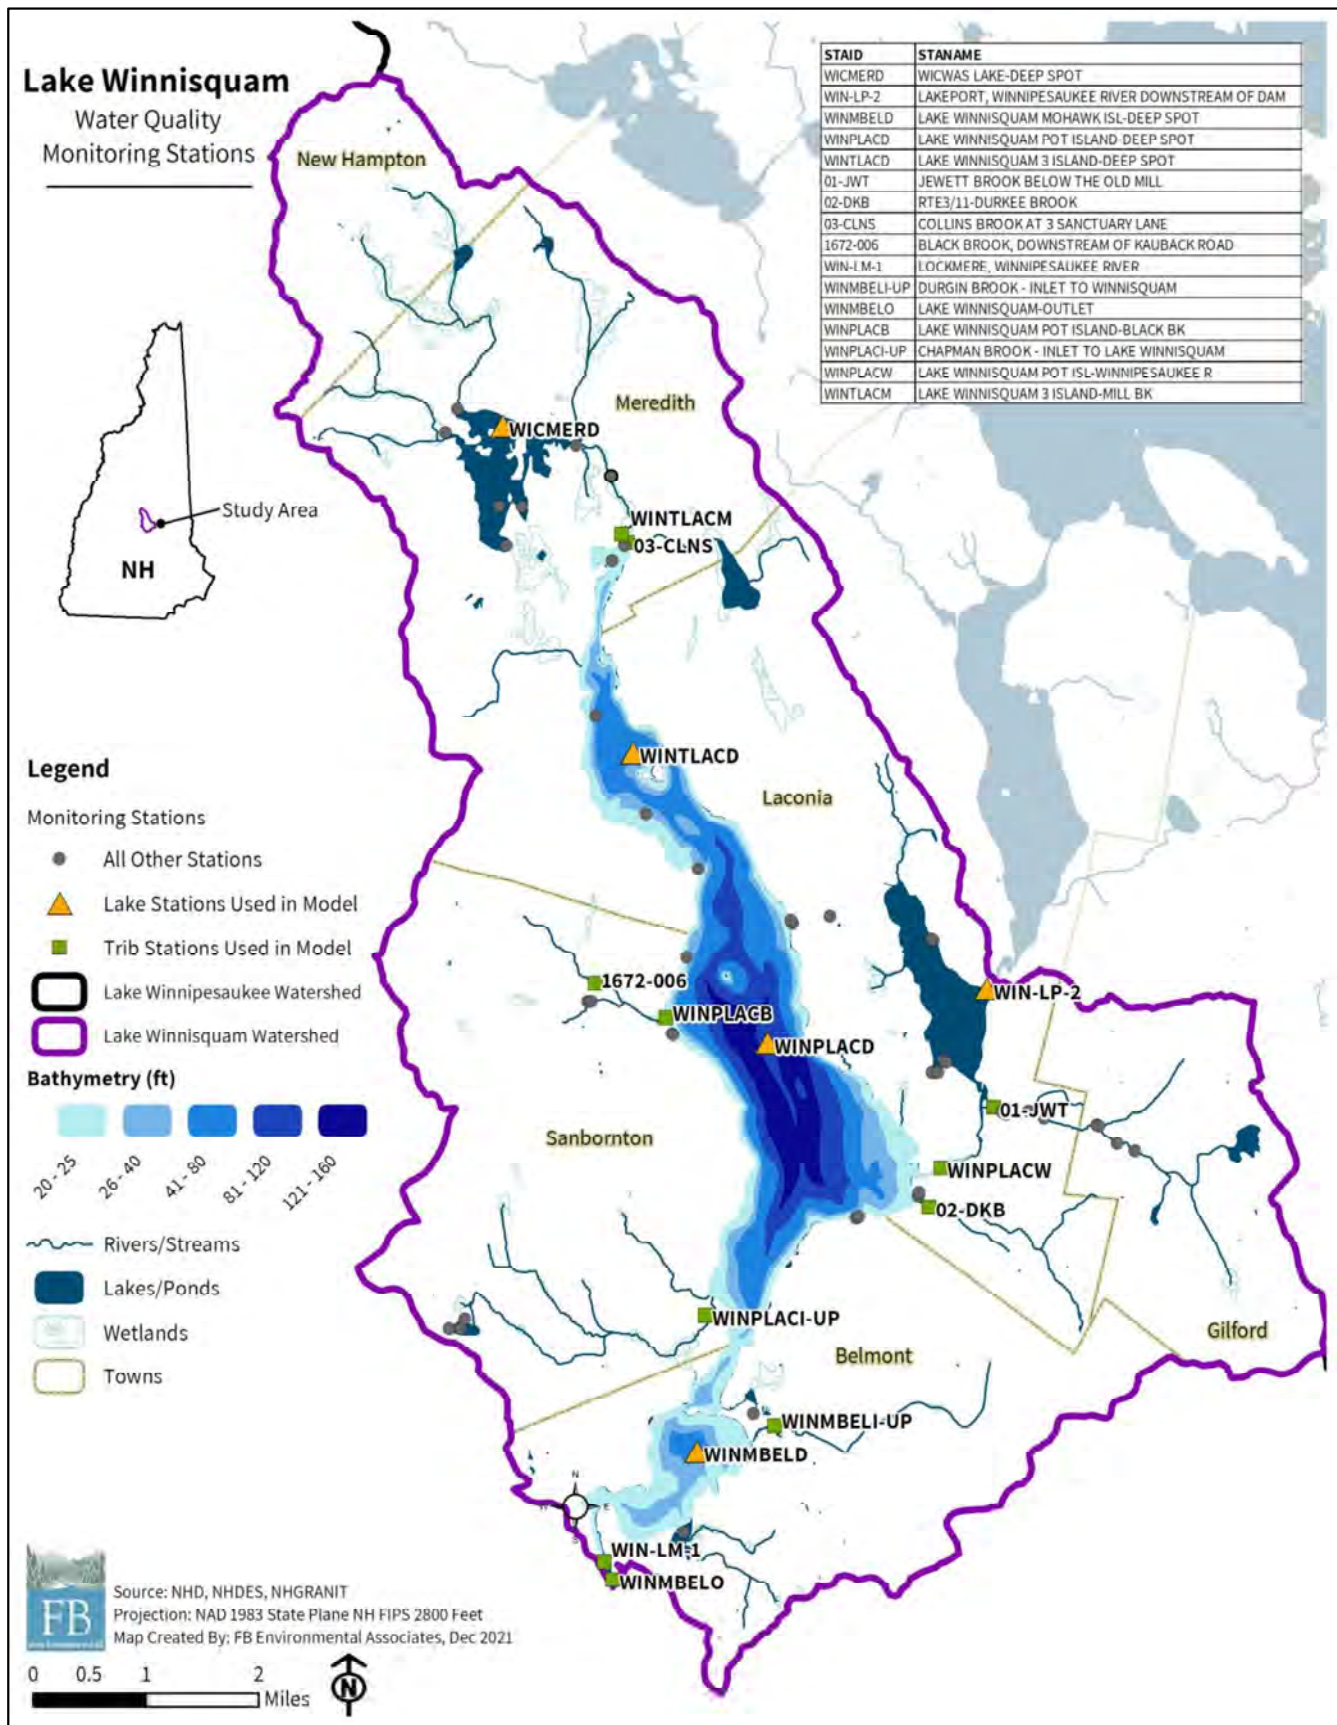 Lake Winnisquam
Water Quality
Monitoring Stations
STAID STANAME
WICMERD WICWAS LAKE-DEEP SPOT
WIN-LP-2 LAKEPORT, WINNIPESAUKEE RIVER DOWNSTREAM OF DAM
WINMBELD LAKE WINNISQUAM MOHAWK ISL-DEEP SPOT
WINPLACD LAKE WINNISQUAM POT ISLAND-DEEP SPOT
WINTLACD LAKE WINNISQUAM 3 ISLAND-DEEP SPOT
01-JWT JEWETT BROOK BELOW THE OLD MILL
02-DKB RTE3/11-DURKEE BROOK
03-CLNS COLLINS BROOK AT 3 SANCTUARY LANE
1672-006 BLACK BROOK, DOWNSTREAM OF KAUBACK ROAD
WIN-LM-1 LOCKMERE, WINNIPESAUKEE RIVER
WINMBELI-UP DURGIN BROOK - INLET TO WINNISQUAM
WINMBELO LAKE WINNISQUAM-OUTLET
WINPLACB LAKE WINNISQUAM POT ISLAND-BLACK BK
WINPLACI-UP CHAPMAN BROOK - INLET TO LAKE WINNISQUAM
WINPLACW LAKE WINNISQUAM POT ISL-WINNIPESAUKEE R
WINTLACM LAKE WINNISQUAM 3 ISLAND-MILL BK
New Hampton
Meredith
WICMERD
Study Area
NH
WINTLACM
03-CLNS
WINTLACD
Laconia
Legend
Monitoring Stations
All Other Stations
Lake Stations Used in Model
Trib Stations Used in Model
Lake Winnipesaukee Watershed
Lake Winnisquam Watershed
Bathymetry (ft)
20 - 25
26 - 40
41 - 80
81 - 120
121 - 160
Rivers/Streams
Lakes/Ponds
Wetlands
Towns
1672-006
WINPLACB
WIN-LP-2
WINPLACD
01-JWT
Sanbornton
WINPLACW
02-DKB
WINPLACI-UP
Gilford
Belmont
WINMBELI-UP
WINMBELD
N
E
WIN-LM-1
WINMBELO
FB
Source: NHD, NHDES, NHGRANIT
Projection: NAD 1983 State Plane NH FIPS 2800 Feet
Map Created By: FB Environmental Associates, Dec 2021
0 0.5 1 2
Miles
N